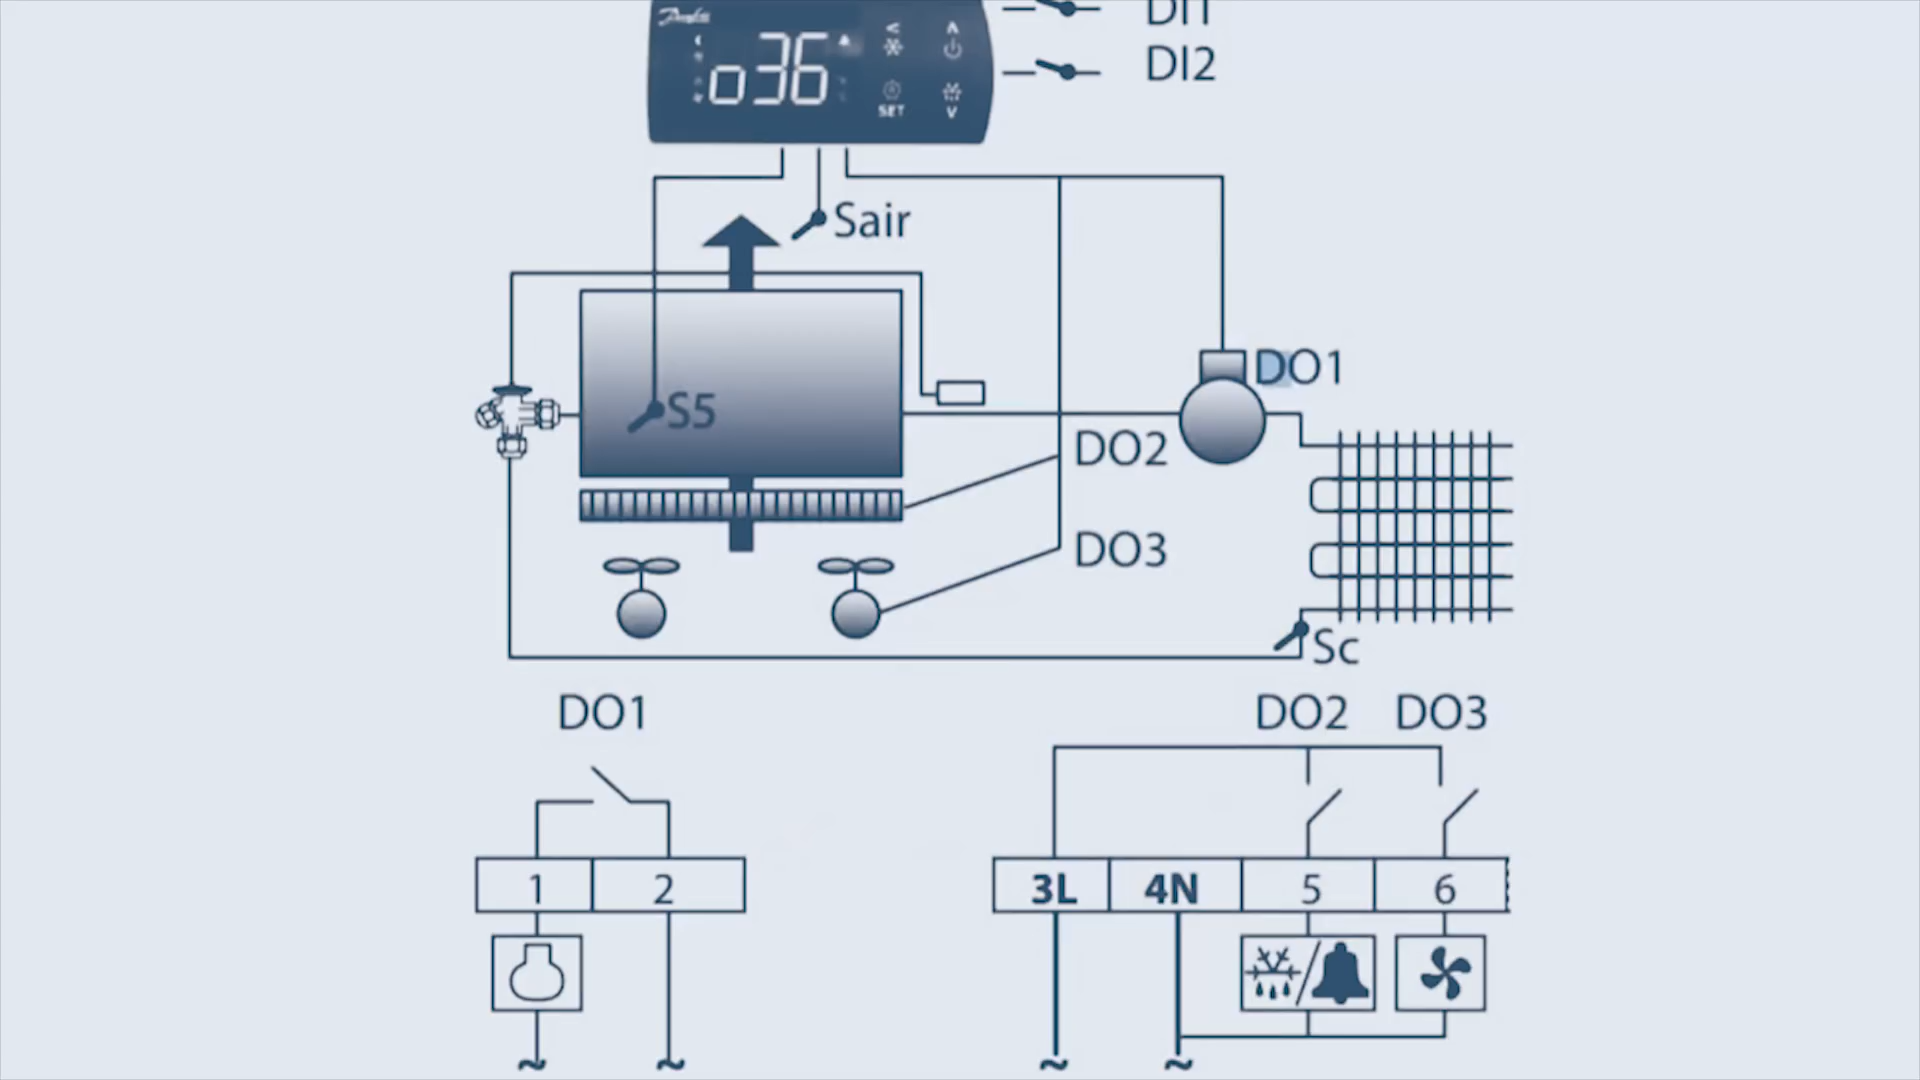 Danfoss
DI1
DI2
o36
SET
Sair
S5
DO1
DO2
DO3
Sc
DO1
DO2 DO3
1 2
3L 4N 5 6